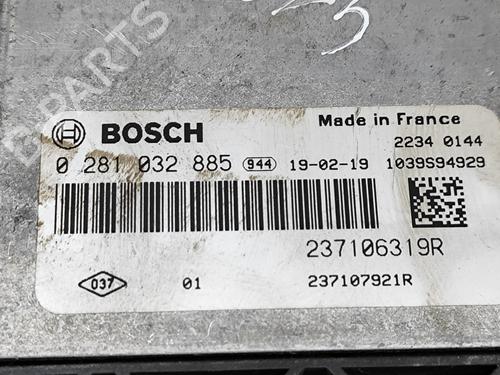 B-PARTS
BOSCH
Made in France
2234 0144
0 281 032 885 944 19-02-19 1039S94929
237106319R
037 01 237107921R